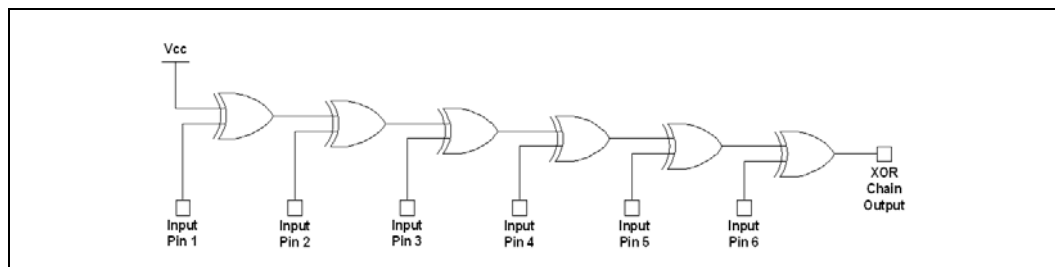 Vcc
Input
Pin 1
Input
Pin 2
Input
Pin 3
Input
Pin 4
Input
Pin 5
Input
Pin 6
XOR
Chain
Output